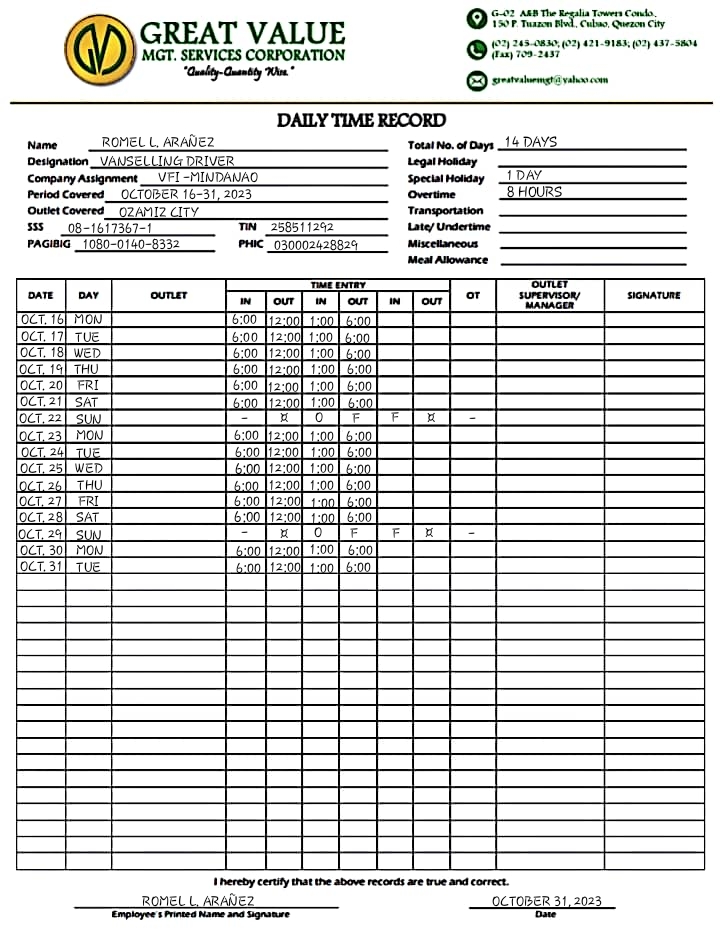 GREAT VALUE
MGT. SERVICES CORPORATION
"Quality-Quantity Wise."
G-02 A&B The Regalia Towers Condo.,
150 P. Tuazon Blvd., Cubao, Quezon City
(02) 245-0830; (02) 421-9183; (02) 437-5804
(Fax) 709-2437
greatvaluemgt@yahoo.com
DAILY TIME RECORD
Name ROMEL L. ARAÑEZ Total No. of Days 14 DAYS
Designation VANSELLING DRIVER Legal Holiday
Company Assignment VFI -MINDANAO Special Holiday 1 DAY
Period Covered OCTOBER 16-31, 2023 Overtime 8 HOURS
Outlet Covered OZAMIZ CITY Transportation
SSS 08-1617367-1 TIN 258511292 Late/ Undertime
PAGIBIG 1080-0140-8332 PHIC 030002428829 Miscellaneous
Meal Allowance
DATE DAY OUTLET TIME ENTRY OT OUTLET SUPERVISOR/ MANAGER SIGNATURE
IN OUT IN OUT IN OUT
OCT. 16 MON 6:00 12:00 1:00 6:00
OCT. 17 TUE 6:00 12:00 1:00 6:00
OCT. 18 WED 6:00 12:00 1:00 6:00
OCT. 19 THU 6:00 12:00 1:00 6:00
OCT. 20 FRI 6:00 12:00 1:00 6:00
OCT. 21 SAT 6:00 12:00 1:00 6:00
OCT. 22 SUN - ¤ O F F ¤ -
OCT. 23 MON 6:00 12:00 1:00 6:00
OCT. 24 TUE 6:00 12:00 1:00 6:00
OCT. 25 WED 6:00 12:00 1:00 6:00
OCT. 26 THU 6:00 12:00 1:00 6:00
OCT. 27 FRI 6:00 12:00 1:00 6:00
OCT. 28 SAT 6:00 12:00 1:00 6:00
OCT. 29 SUN - ¤ O F F ¤ -
OCT. 30 MON 6:00 12:00 1:00 6:00
OCT. 31 TUE 6:00 12:00 1:00 6:00
I hereby certify that the above records are true and correct.
ROMEL L. ARAÑEZ OCTOBER 31, 2023
Employee's Printed Name and Signature Date